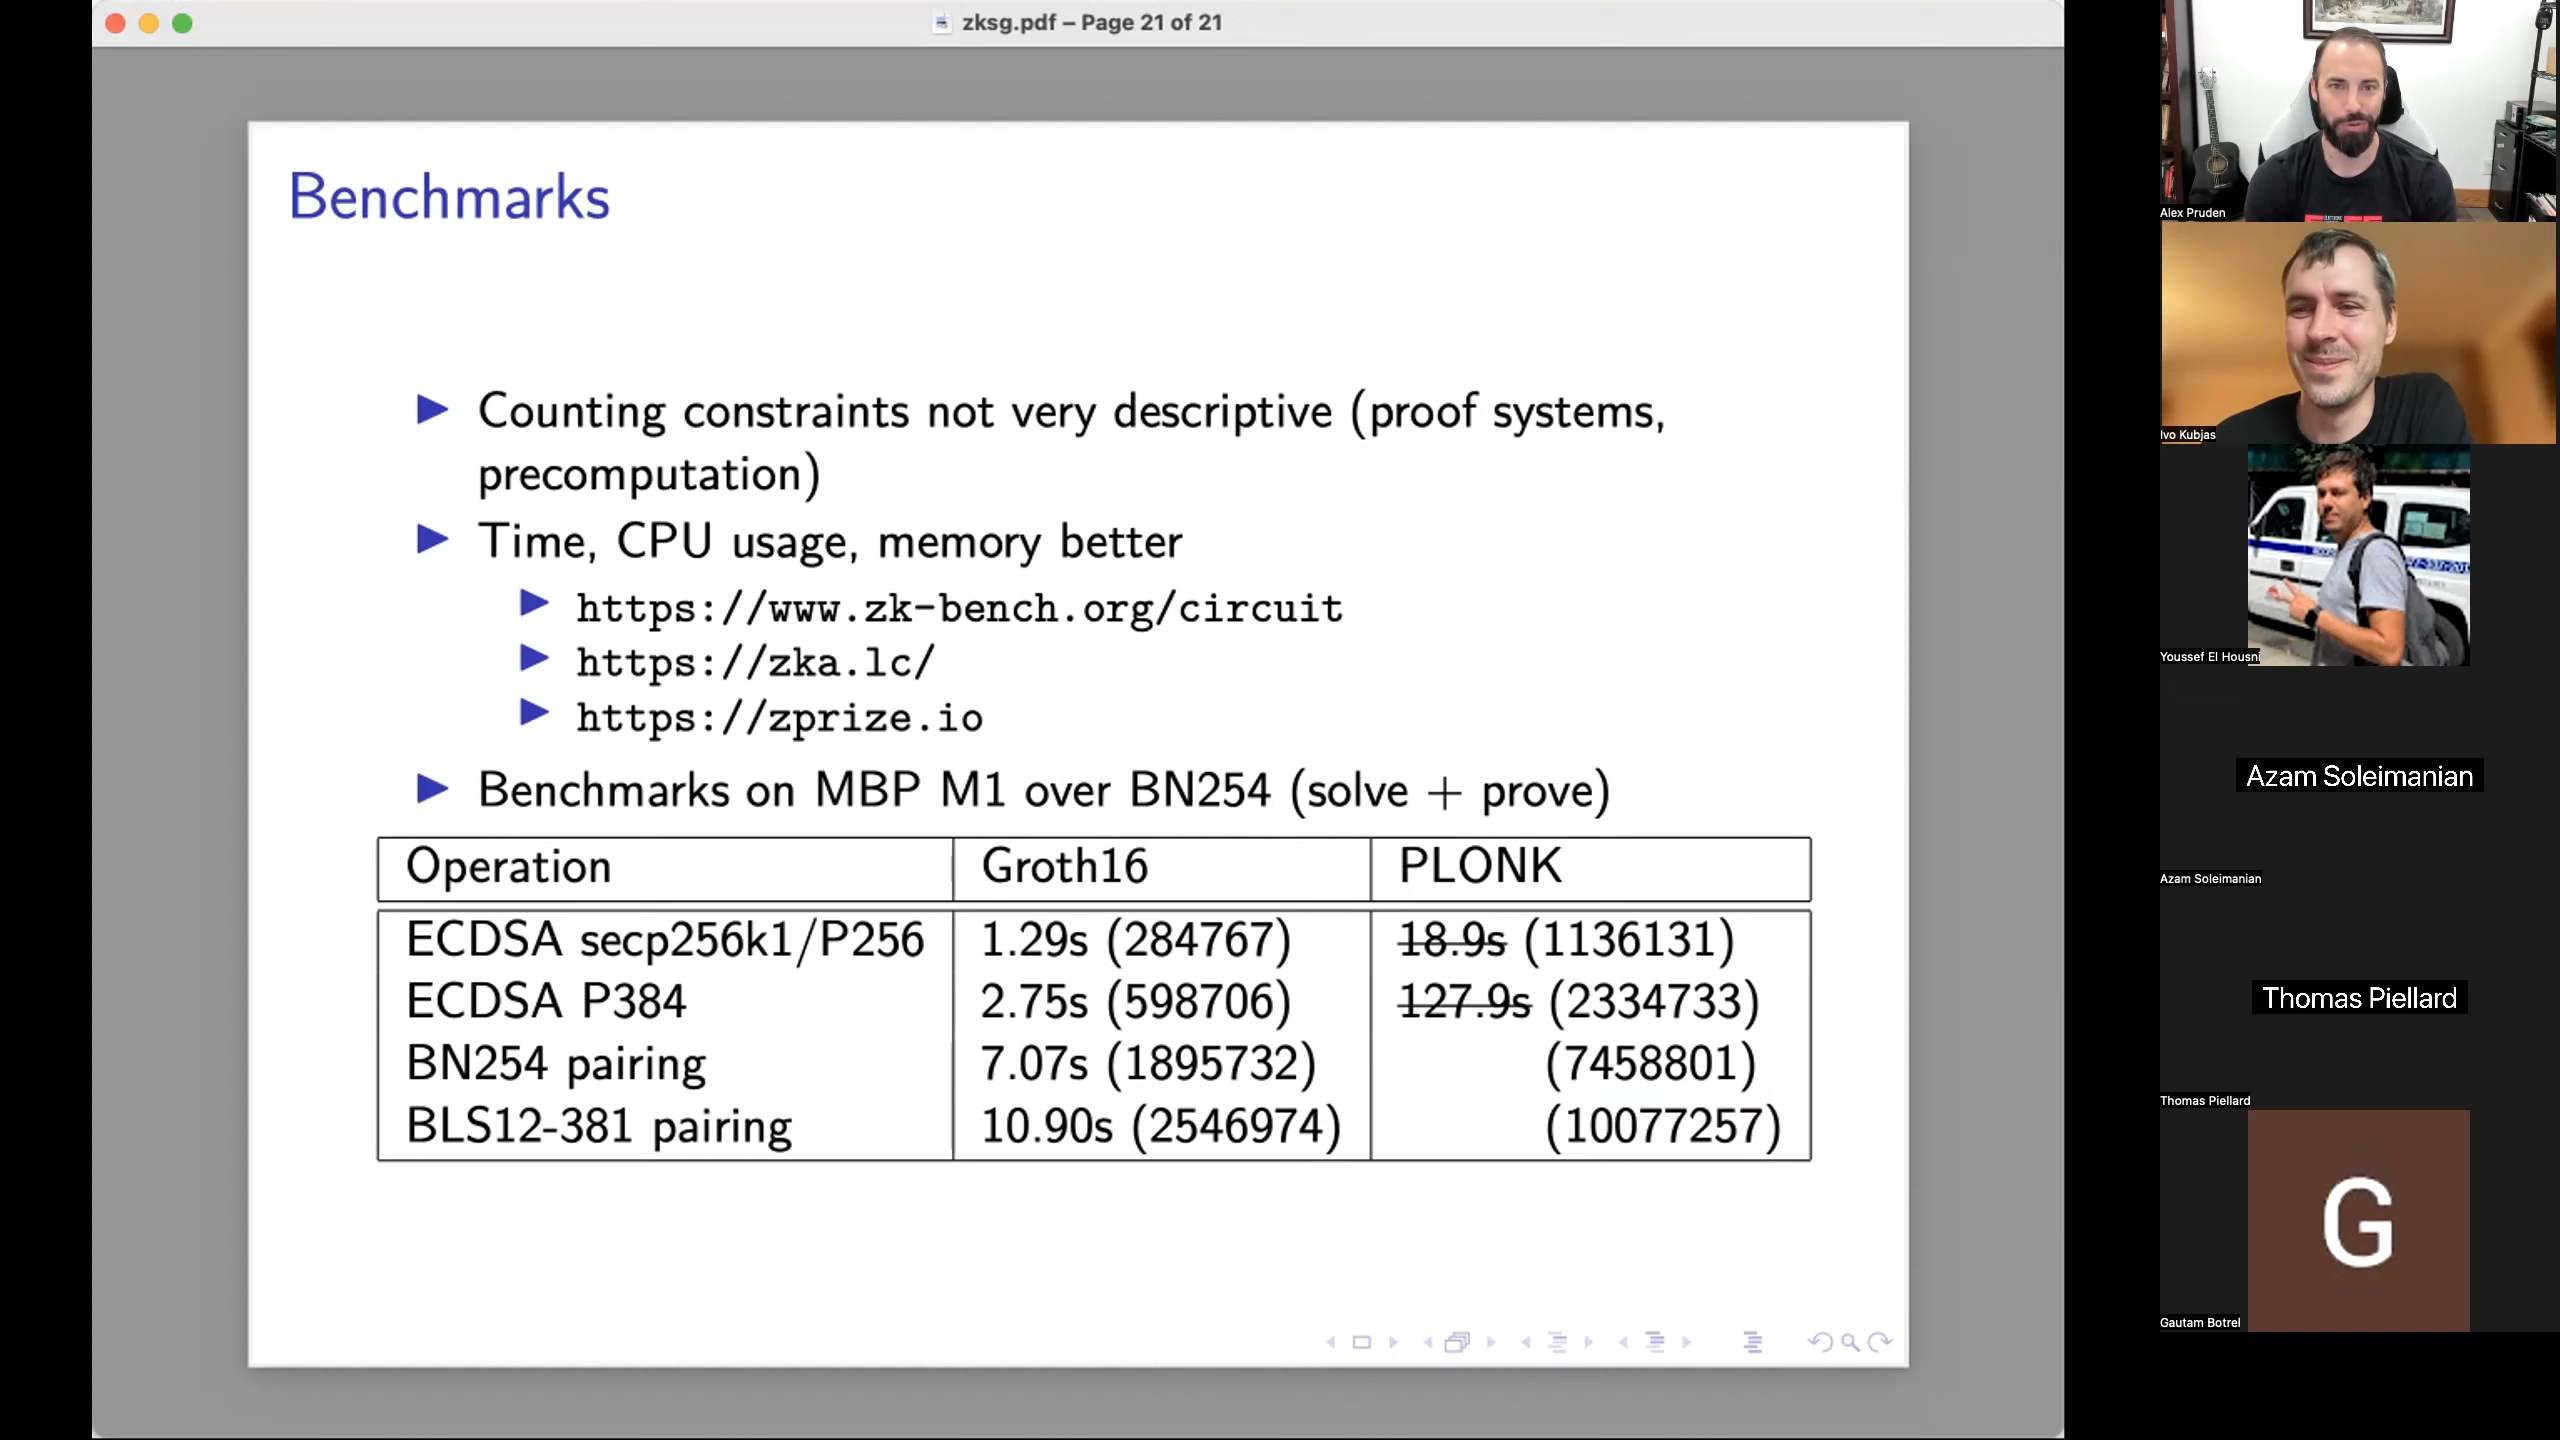 zksg.pdf – Page 21 of 21
Benchmarks
Counting constraints not very descriptive (proof systems,
precomputation)
Time, CPU usage, memory better
https://www.zk-bench.org/circuit
https://zka.lc/
https://zprize.io
Benchmarks on MBP M1 over BN254 (solve + prove)
Operation Groth16 PLONK
ECDSA secp256k1/P256 1.29s (284767) 18.9s (1136131)
ECDSA P384 2.75s (598706) 127.9s (2334733)
BN254 pairing 7.07s (1895732) (7458801)
BLS12-381 pairing 10.90s (2546974) (10077257)
Alex Pruden
Ivo Kubjas
Youssef El Housni
Azam Soleimanian
Azam Soleimanian
Thomas Piellard
Thomas Piellard
G
Gautam Botrel